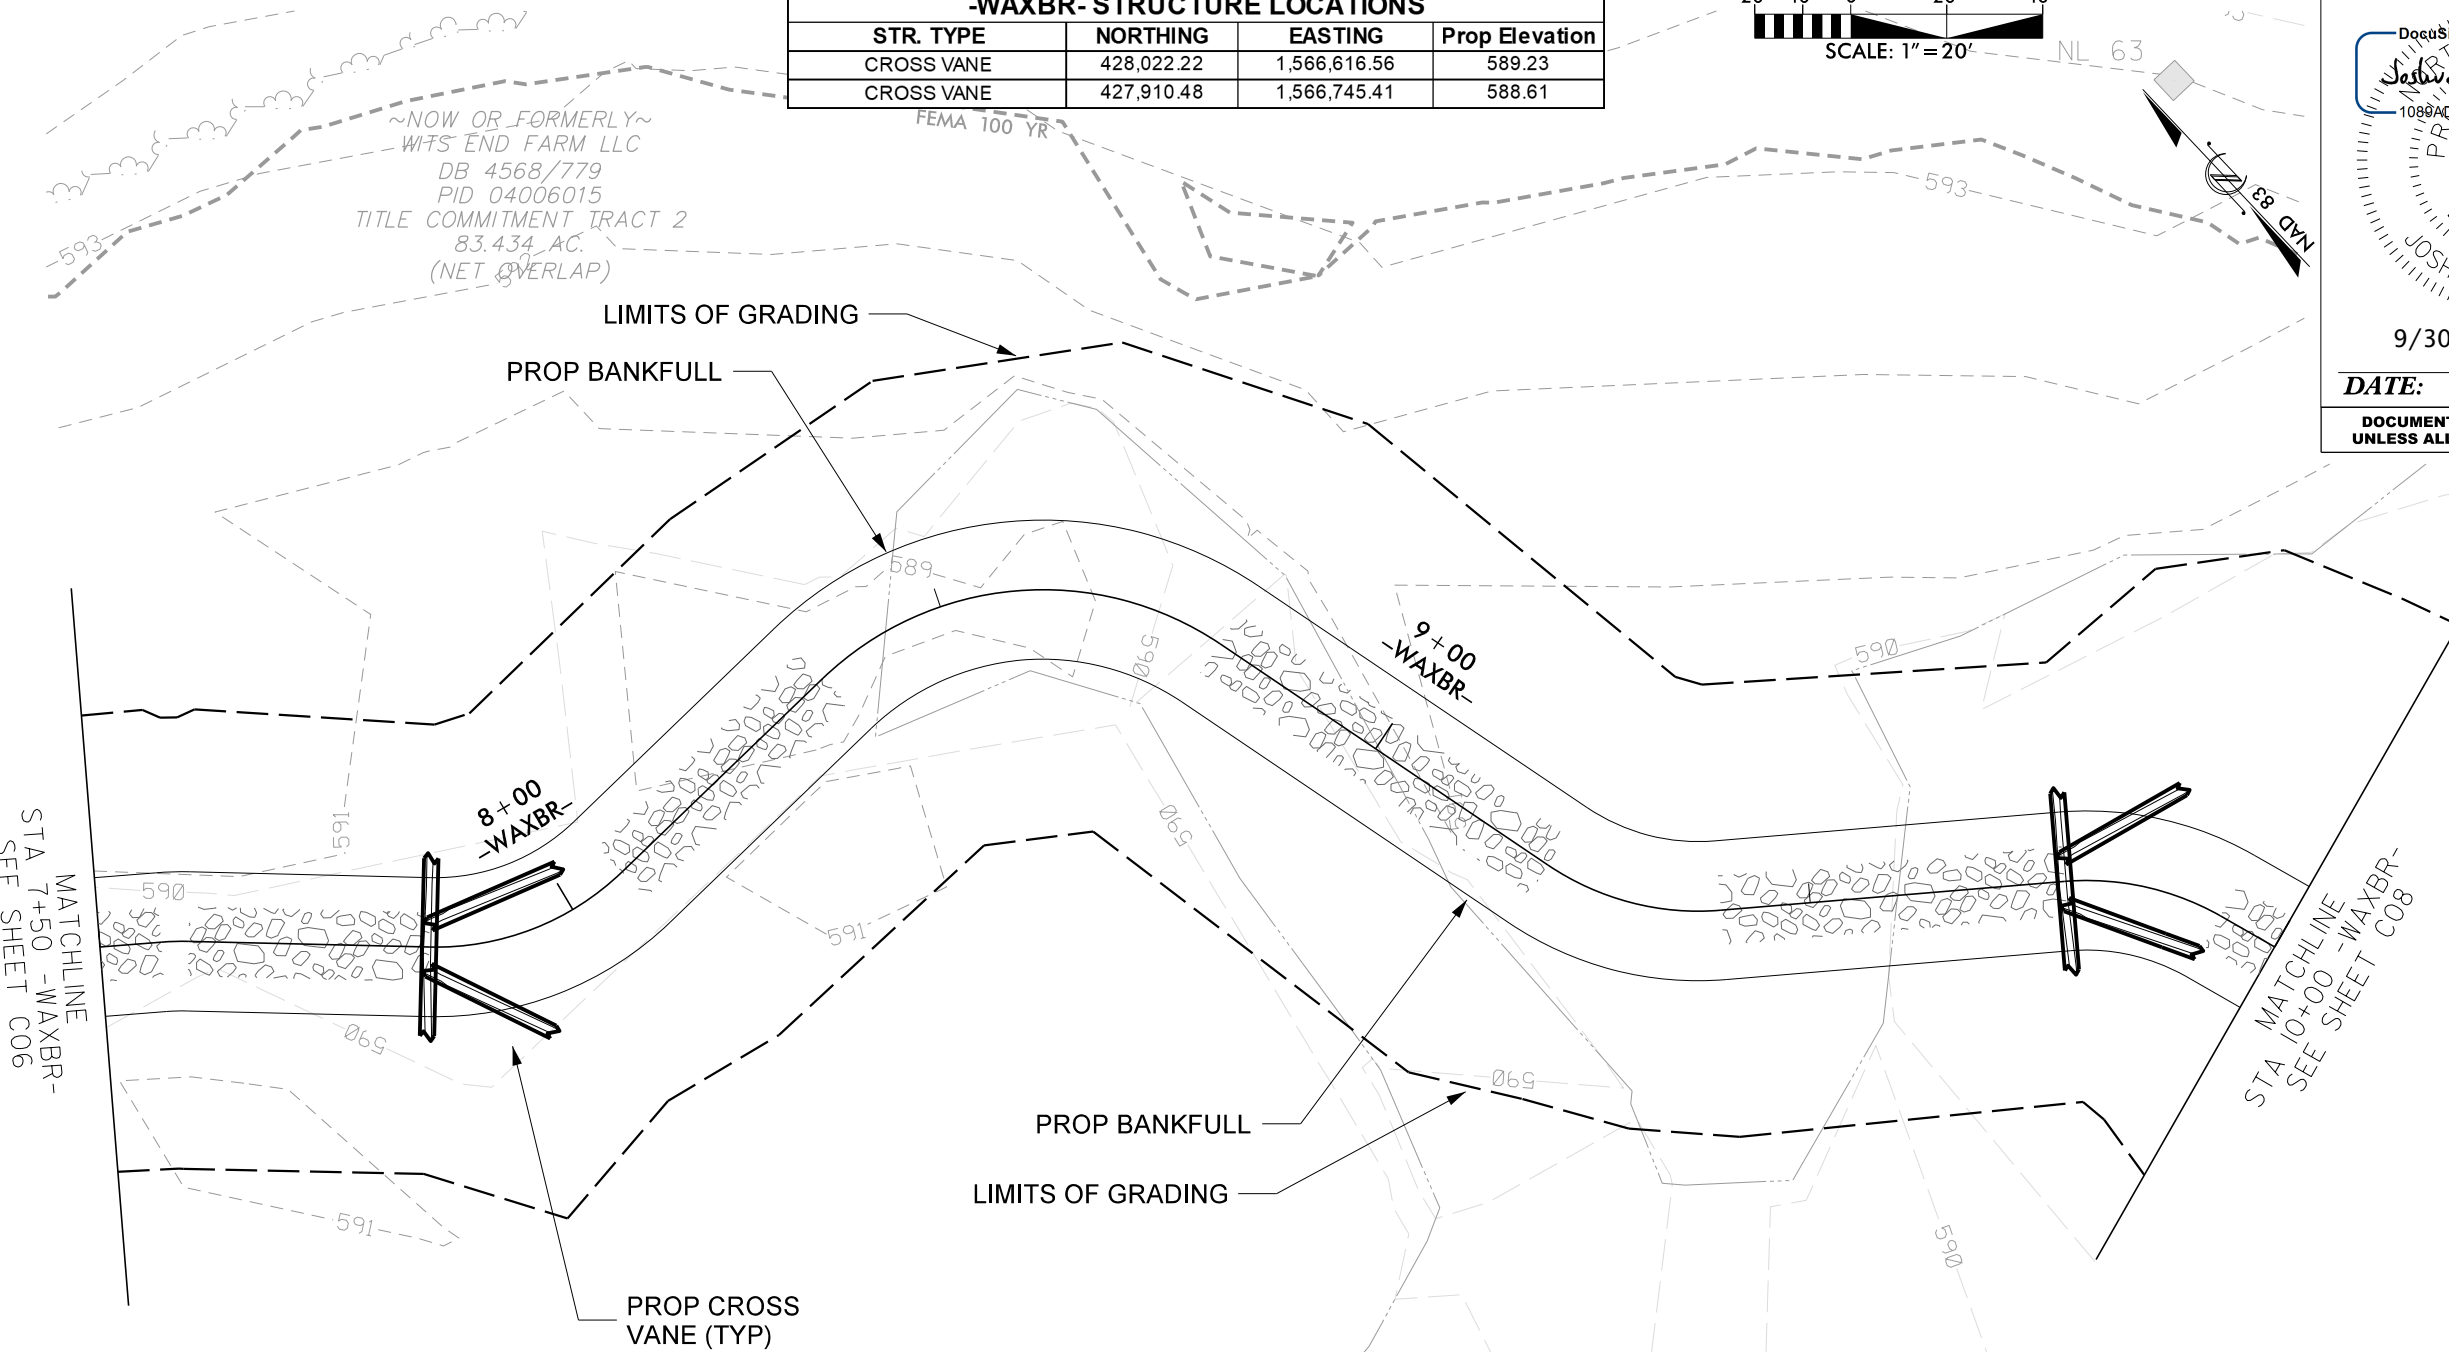 -WAXBR- STRUCTURE LOCATIONS
STR. TYPE NORTHING EASTING Prop Elevation
CROSS VANE 428,022.22 1,566,616.56 589.23
CROSS VANE 427,910.48 1,566,745.41 588.61
SCALE: 1"=20'
NL 63
NAD 83
9/30
DATE:
DOCUMENT
UNLESS ALL
~NOW OR FORMERLY~
WITS END FARM LLC
DB 4568/779
PID 04006015
TITLE COMMITMENT TRACT 2
83.434 AC.
(NET OVERLAP)
FEMA 100 YR
593
593
592
LIMITS OF GRADING
PROP BANKFULL
589
590
590
9+00
-WAXBR-
8+00
-WAXBR-
591
590
590
591
590
590
591
590
MATCHLINE
STA 7+50 -WAXBR-
SEE SHEET C06
MATCHLINE
STA 10+00 -WAXBR-
SEE SHEET C08
PROP BANKFULL
LIMITS OF GRADING
PROP CROSS
VANE (TYP)